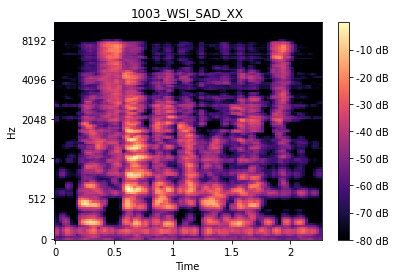 1003_WSI_SAD_XX
8192
4096
2048
1024
512
0
Hz
0
0.5
1
1.5
2
Time
-10 dB
-20 dB
-30 dB
-40 dB
-50 dB
-60 dB
-70 dB
-80 dB